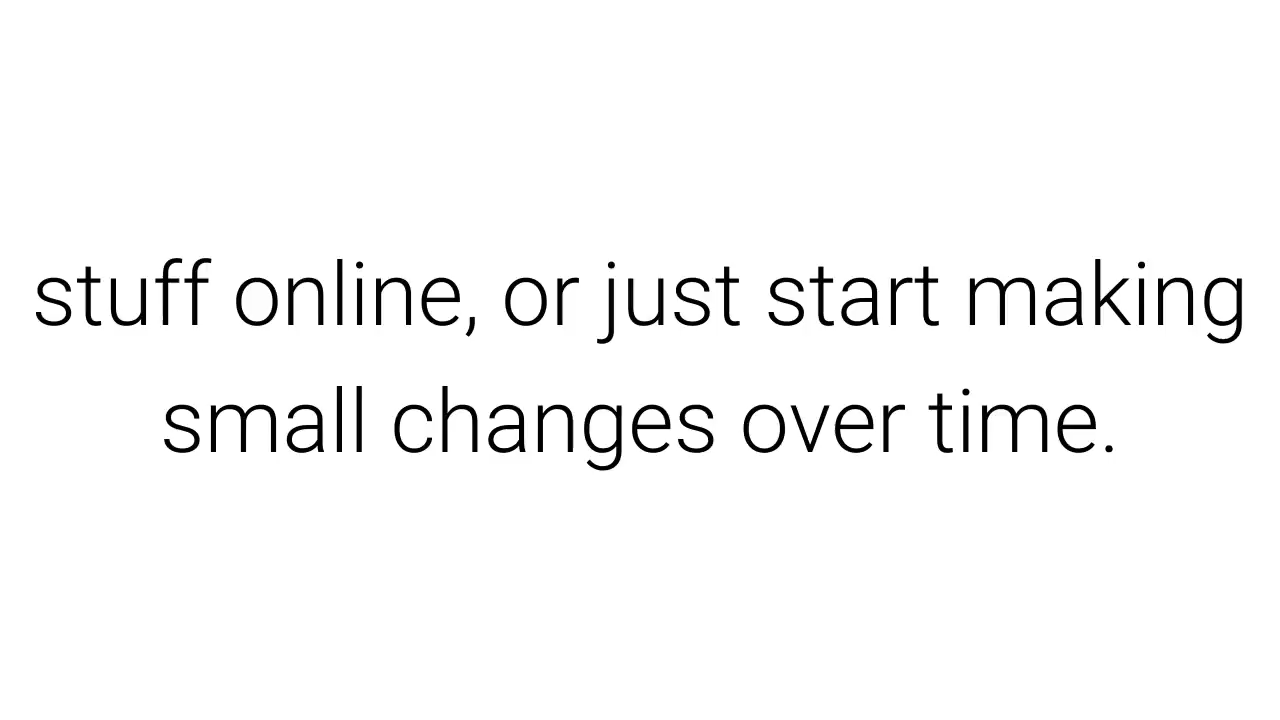 stuff online, or just start making
small changes over time.